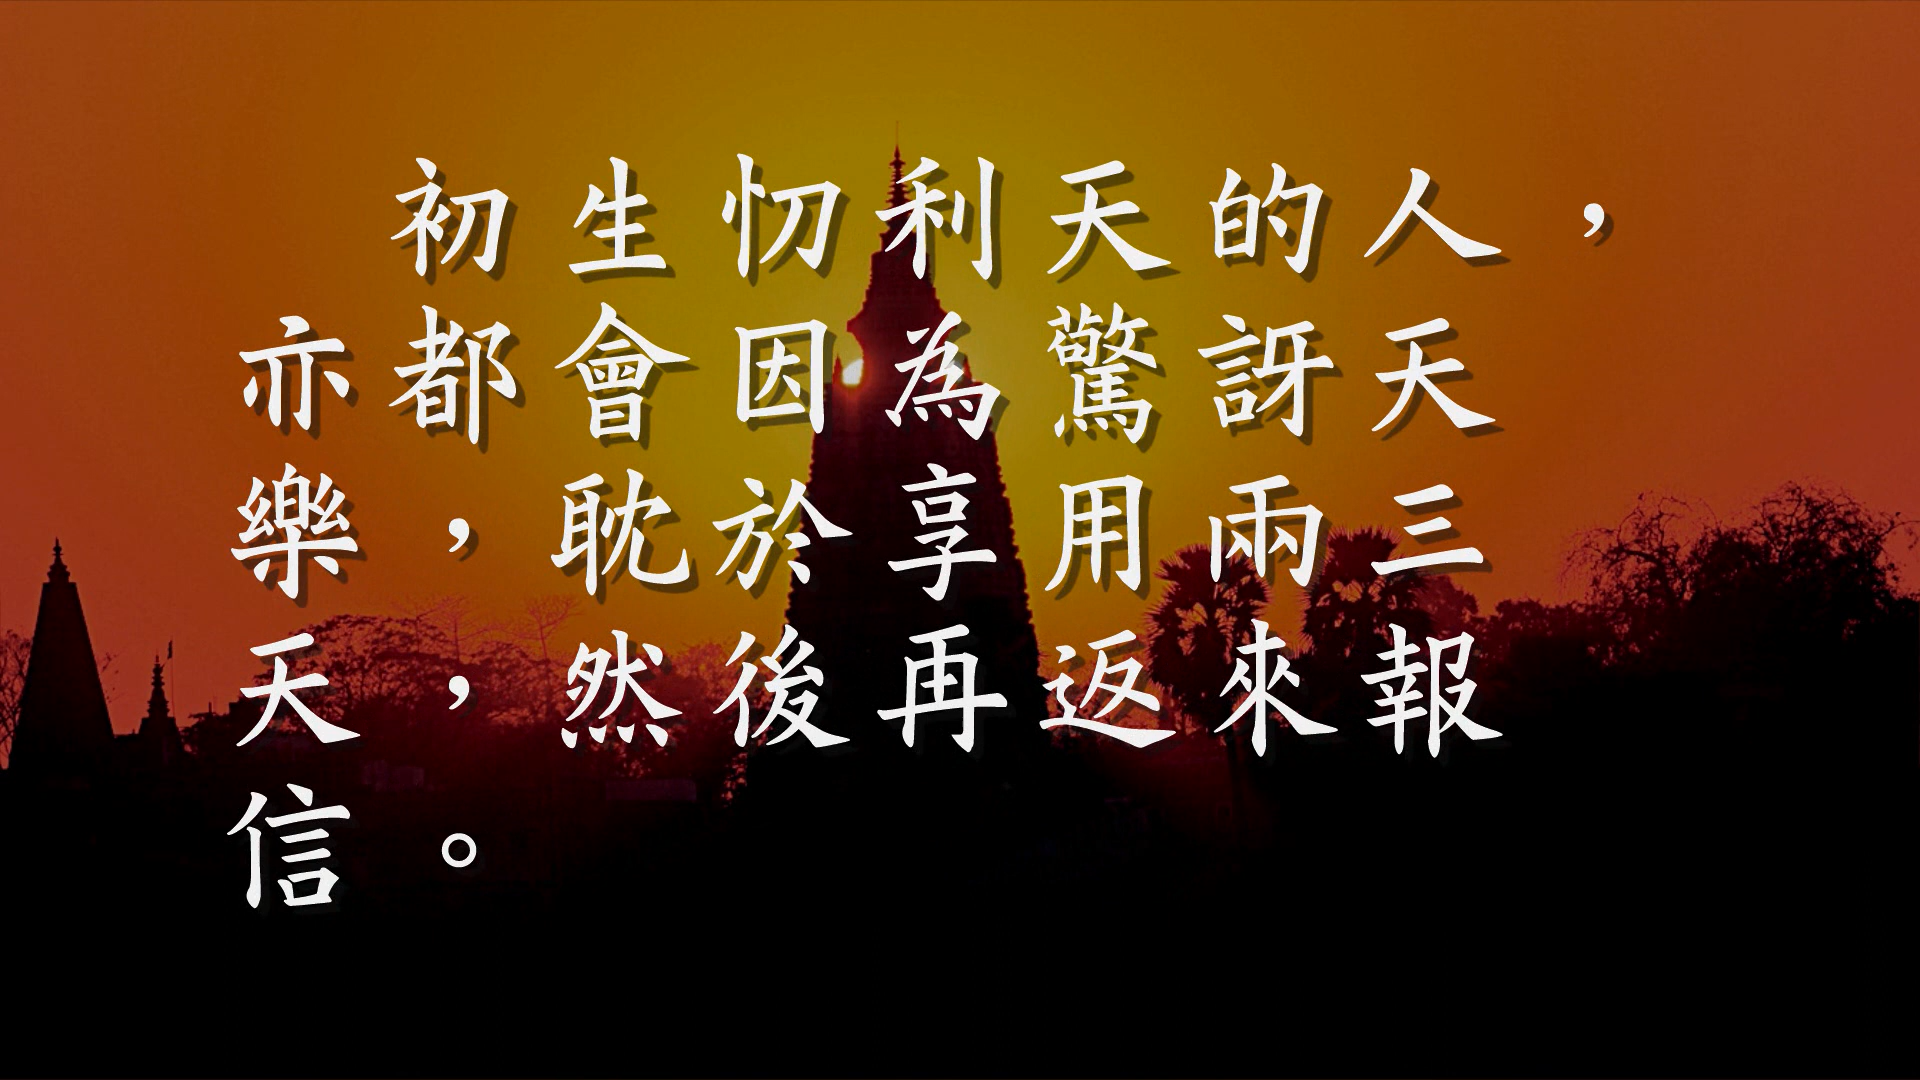 初生忉利天的人，
亦都會因為驚訝天
樂，耽於享用兩三
天，然後再返來報
信。